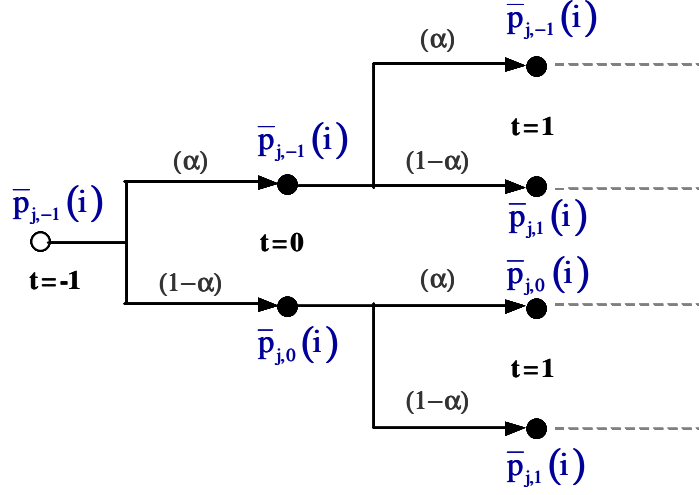 p̅ⱼ,₋₁(i)
(α)
t=1
p̅ⱼ,₋₁(i)
(α)
(1−α)
p̅ⱼ,₋₁(i)
p̅ⱼ,₁(i)
t=0
t=-1
p̅ⱼ,₀(i)
(1−α)
(α)
p̅ⱼ,₀(i)
t=1
(1−α)
p̅ⱼ,₁(i)